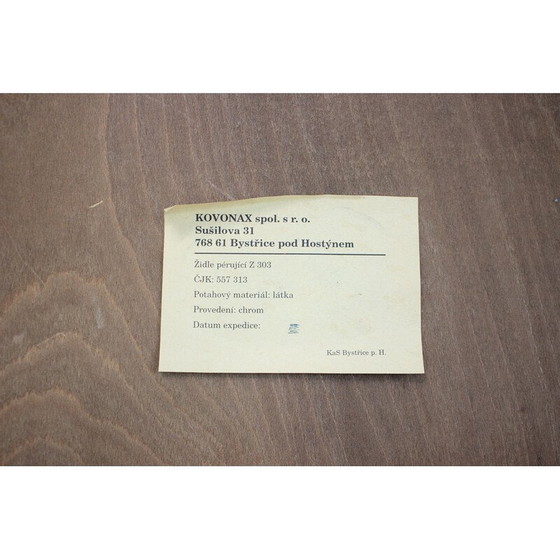 KOVONAX spol. s r. o.
Sušilova 31
768 61 Bystřice pod Hostýnem
Židle pérující Z 303
ČJK: 557 313
Potahový materiál: látka
Provedení: chrom
Datum expedice:
KaS Bystřice p. H.